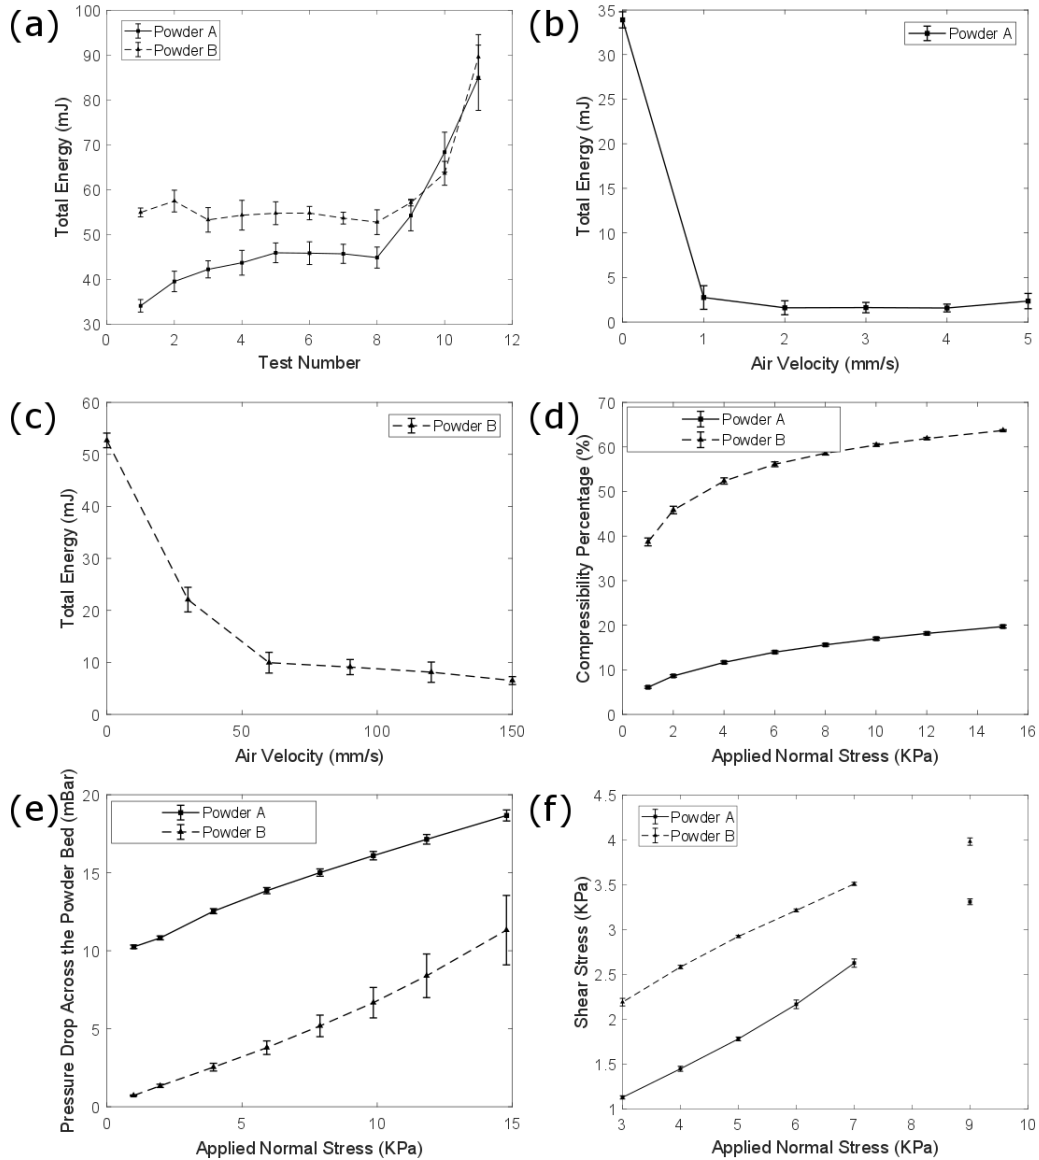 (a)
Powder A
Powder B
100
90
80
70
60
50
40
30
0
2
4
6
8
10
12
Total Energy (mJ)
Test Number
(b)
Powder A
35
30
25
20
15
10
5
0
0
1
2
3
4
5
Total Energy (mJ)
Air Velocity (mm/s)
(c)
Powder B
60
50
40
30
20
10
0
0
50
100
150
Total Energy (mJ)
Air Velocity (mm/s)
(d)
Powder A
Powder B
70
60
50
40
30
20
10
0
0
2
4
6
8
10
12
14
16
Compressibility Percentage (%)
Applied Normal Stress (KPa)
(e)
Powder A
Powder B
20
15
10
5
0
0
5
10
15
Pressure Drop Across the Powder Bed (mBar)
Applied Normal Stress (KPa)
(f)
Powder A
Powder B
4.5
4
3.5
3
2.5
2
1.5
1
3
4
5
6
7
8
9
10
Shear Stress (KPa)
Applied Normal Stress (KPa)